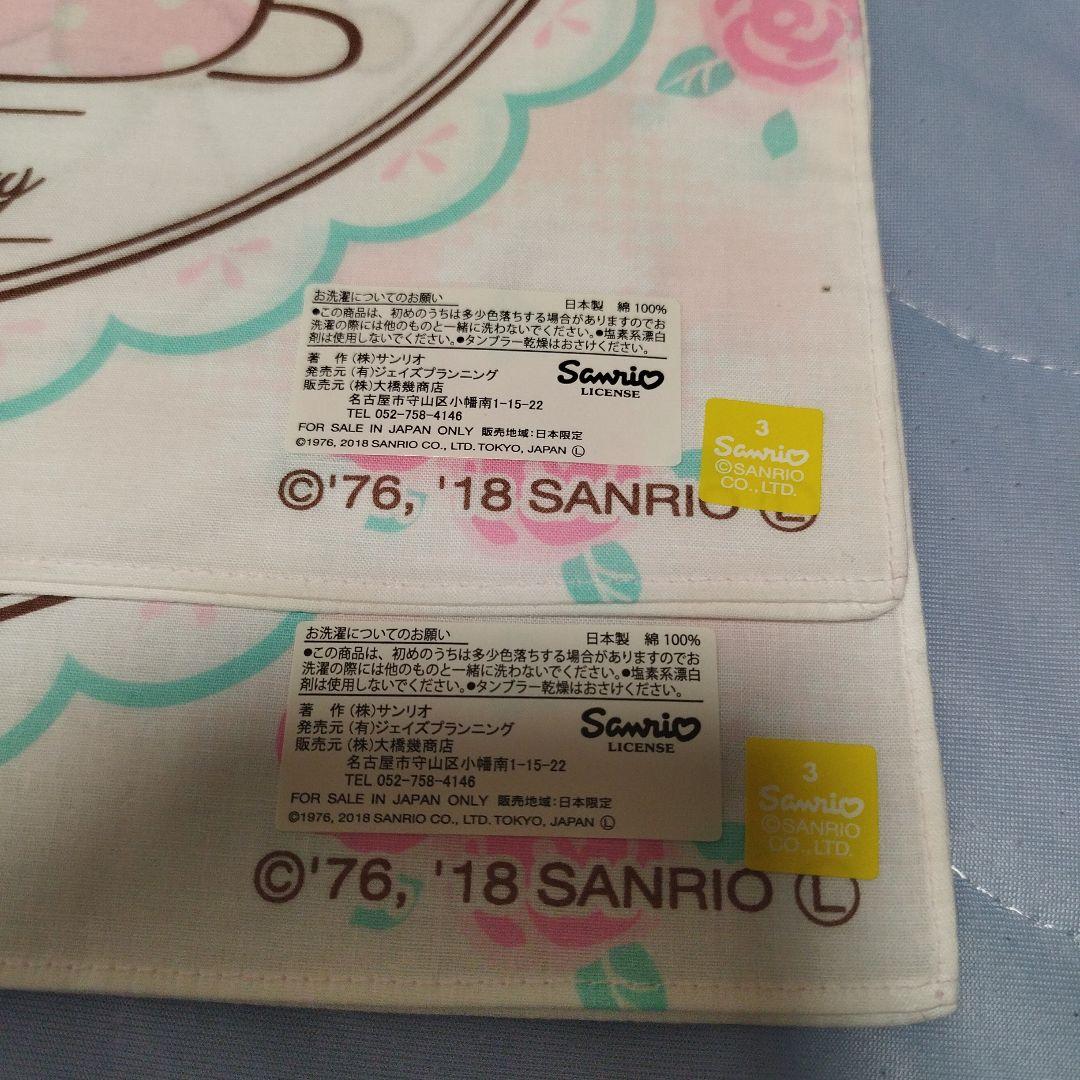 お洗濯についてのお願い 日本製 綿100%
●この商品は、初めのうちは多少色落ちする場合がありますのでお
洗濯の際には他のものと一緒に洗わないでください。●塩素系漂白
剤は使用しないでください。●タンブラー乾燥はおさけください。
著 作 (株)サンリオ
発売元 (有)ジェイズプランニング
販売元 (株)大橋幾商店
名古屋市守山区小幡南1-15-22
TEL 052-758-4146
Sanrio
LICENSE
FOR SALE IN JAPAN ONLY 販売地域:日本限定
©1976, 2018 SANRIO CO., LTD. TOKYO, JAPAN Ⓛ
3
Sanrio
©SANRIO
CO.,LTD.
©'76, '18 SANRIO Ⓛ
お洗濯についてのお願い 日本製 綿100%
●この商品は、初めのうちは多少色落ちする場合がありますのでお
洗濯の際には他のものと一緒に洗わないでください。●塩素系漂白
剤は使用しないでください。●タンブラー乾燥はおさけください。
著 作 (株)サンリオ
発売元 (有)ジェイズプランニング
販売元 (株)大橋幾商店
名古屋市守山区小幡南1-15-22
TEL 052-758-4146
Sanrio
LICENSE
FOR SALE IN JAPAN ONLY 販売地域:日本限定
©1976, 2018 SANRIO CO., LTD. TOKYO, JAPAN Ⓛ
3
Sanrio
©SANRIO
CO.,LTD.
©'76, '18 SANRIO Ⓛ